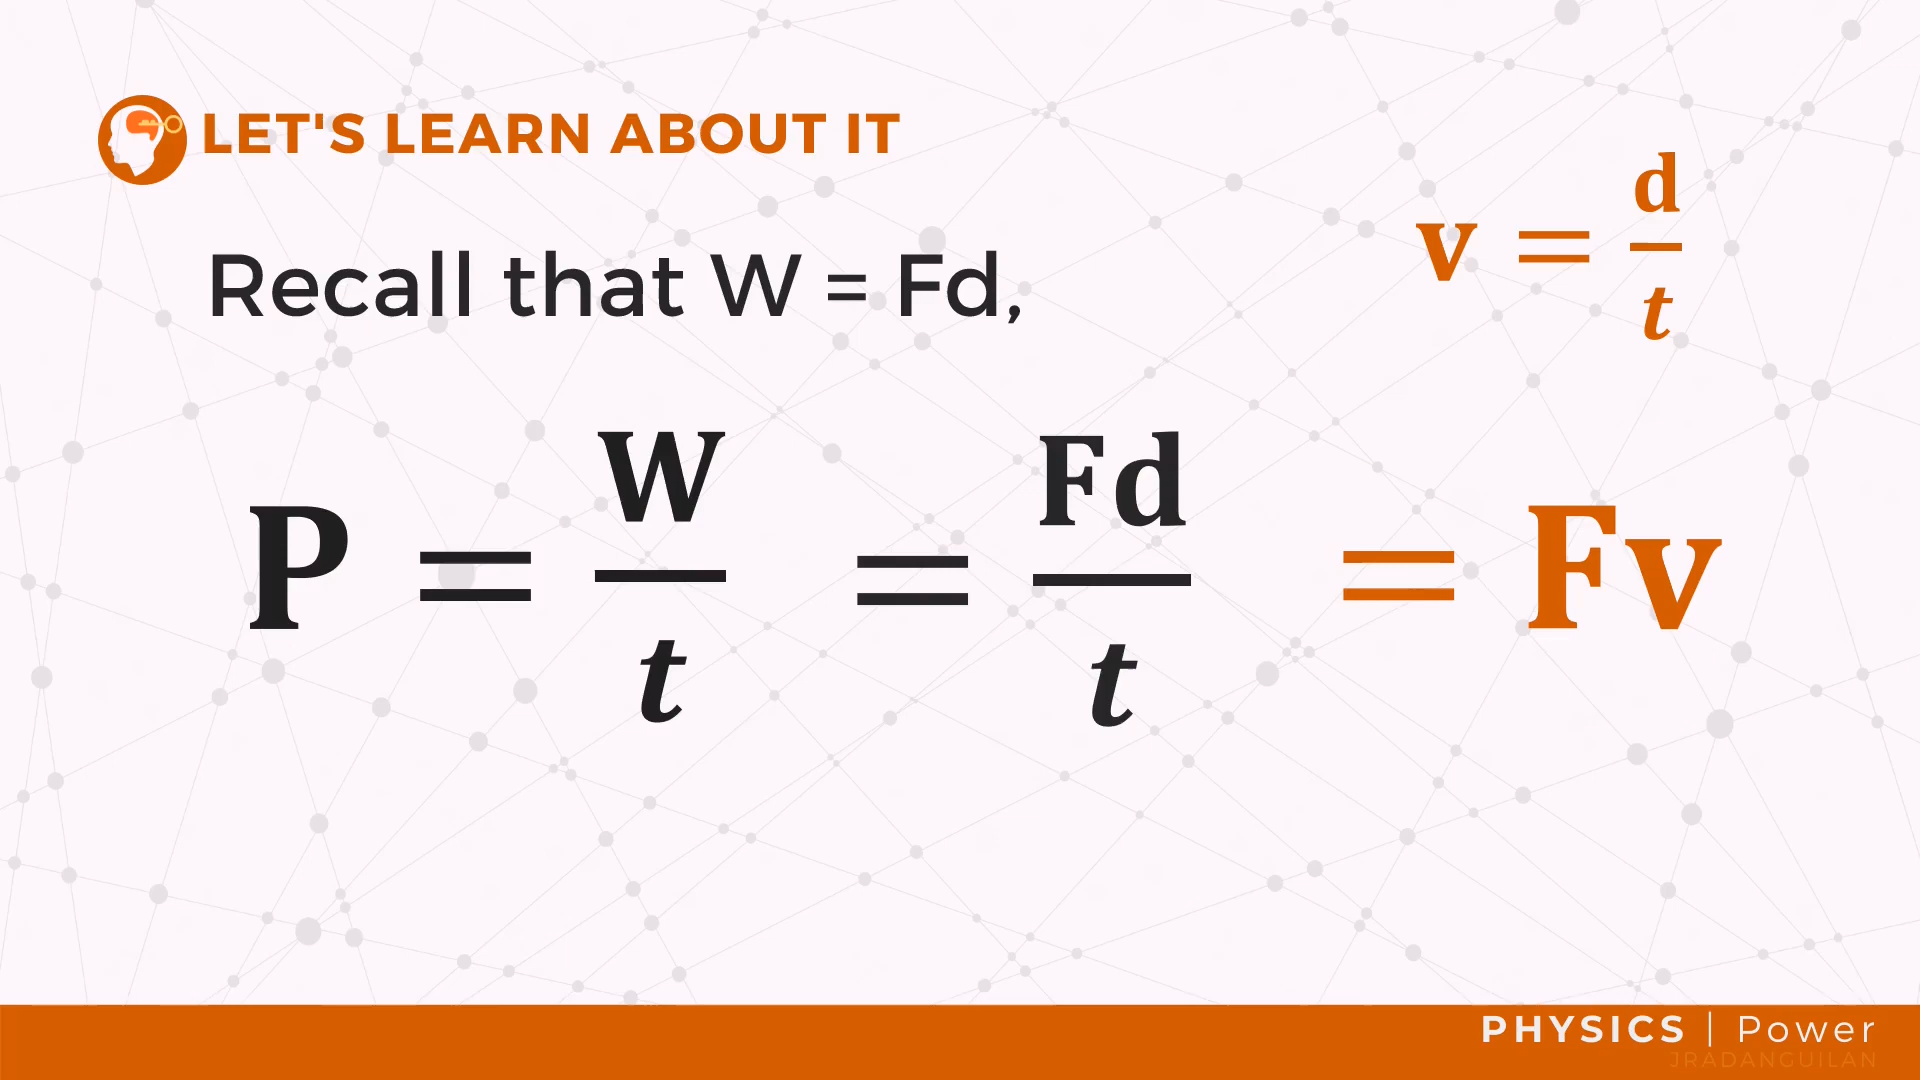 LET'S LEARN ABOUT IT
Recall that W = Fd,
v = d/t
P = W/t = Fd/t = Fv
PHYSICS | Power
JRADANGUILAN